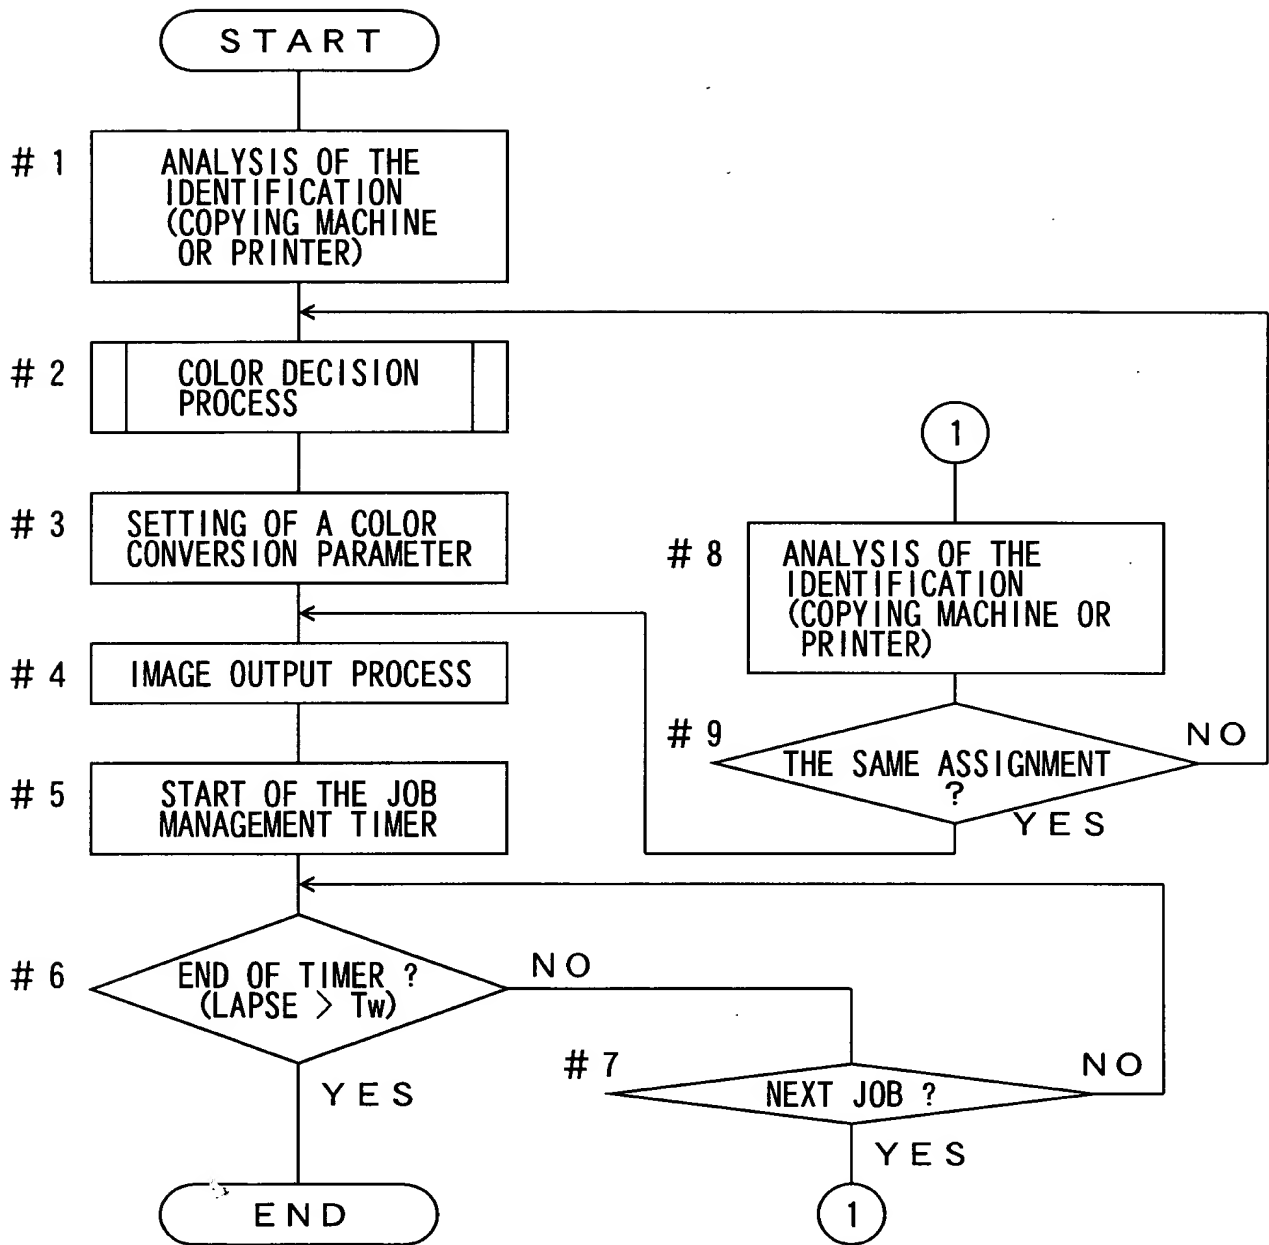 START
# 1
ANALYSIS OF THE
IDENTIFICATION
(COPYING MACHINE
OR PRINTER)
# 2
COLOR DECISION
PROCESS
1
# 3
SETTING OF A COLOR
CONVERSION PARAMETER
# 8
ANALYSIS OF THE
IDENTIFICATION
(COPYING MACHINE OR
PRINTER)
# 4
IMAGE OUTPUT PROCESS
# 9
THE SAME ASSIGNMENT
?
NO
YES
# 5
START OF THE JOB
MANAGEMENT TIMER
# 6
END OF TIMER ?
(LAPSE > Tw)
NO
YES
# 7
NEXT JOB ?
NO
YES
END
1